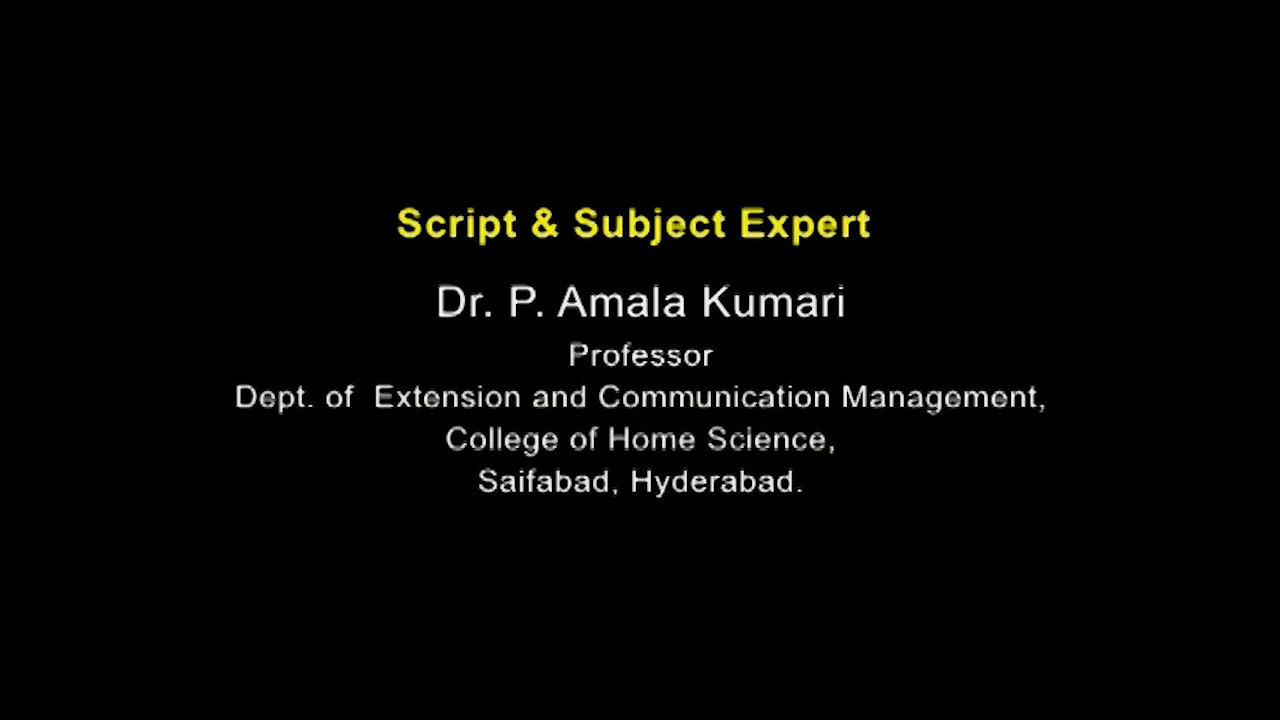 Script & Subject Expert
Dr. P. Amala Kumari
Professor
Dept. of  Extension and Communication Management,
College of Home Science,
Saifabad, Hyderabad.